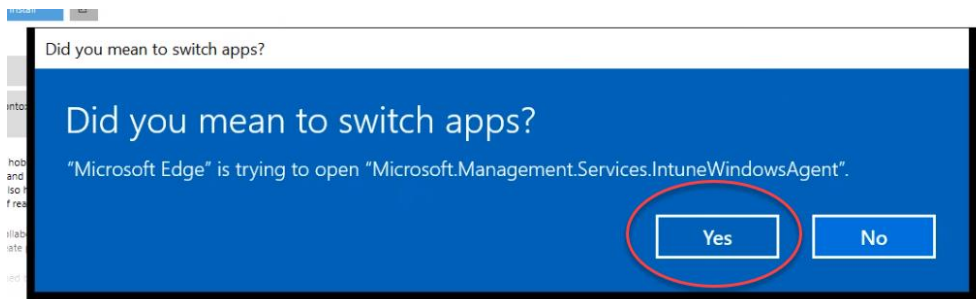 Did you mean to switch apps?
Did you mean to switch apps?
"Microsoft Edge" is trying to open "Microsoft.Management.Services.IntuneWindowsAgent".
Yes
No